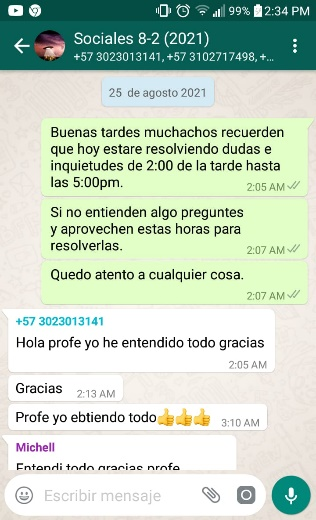 99% 2:34 PM
Sociales 8-2 (2021)
+57 3023013141, +57 3102717498, +...
25 de agosto 2021
Buenas tardes muchachos recuerden
que hoy estare resolviendo dudas e
inquietudes de 2:00 de la tarde hasta
las 5:00pm.
2:05 AM
Si no entienden algo preguntes
y aprovechen estas horas para
resolverlas.
2:07 AM
Quedo atento a cualquier cosa.
2:07 AM
+57 3023013141
Hola profe yo he entendido todo gracias
2:05 AM
Gracias 2:13 AM
Profe yo ebtiendo todo👍👍👍 3:10 AM
Michell
Entendi todo gracias profe
Escribir mensaje